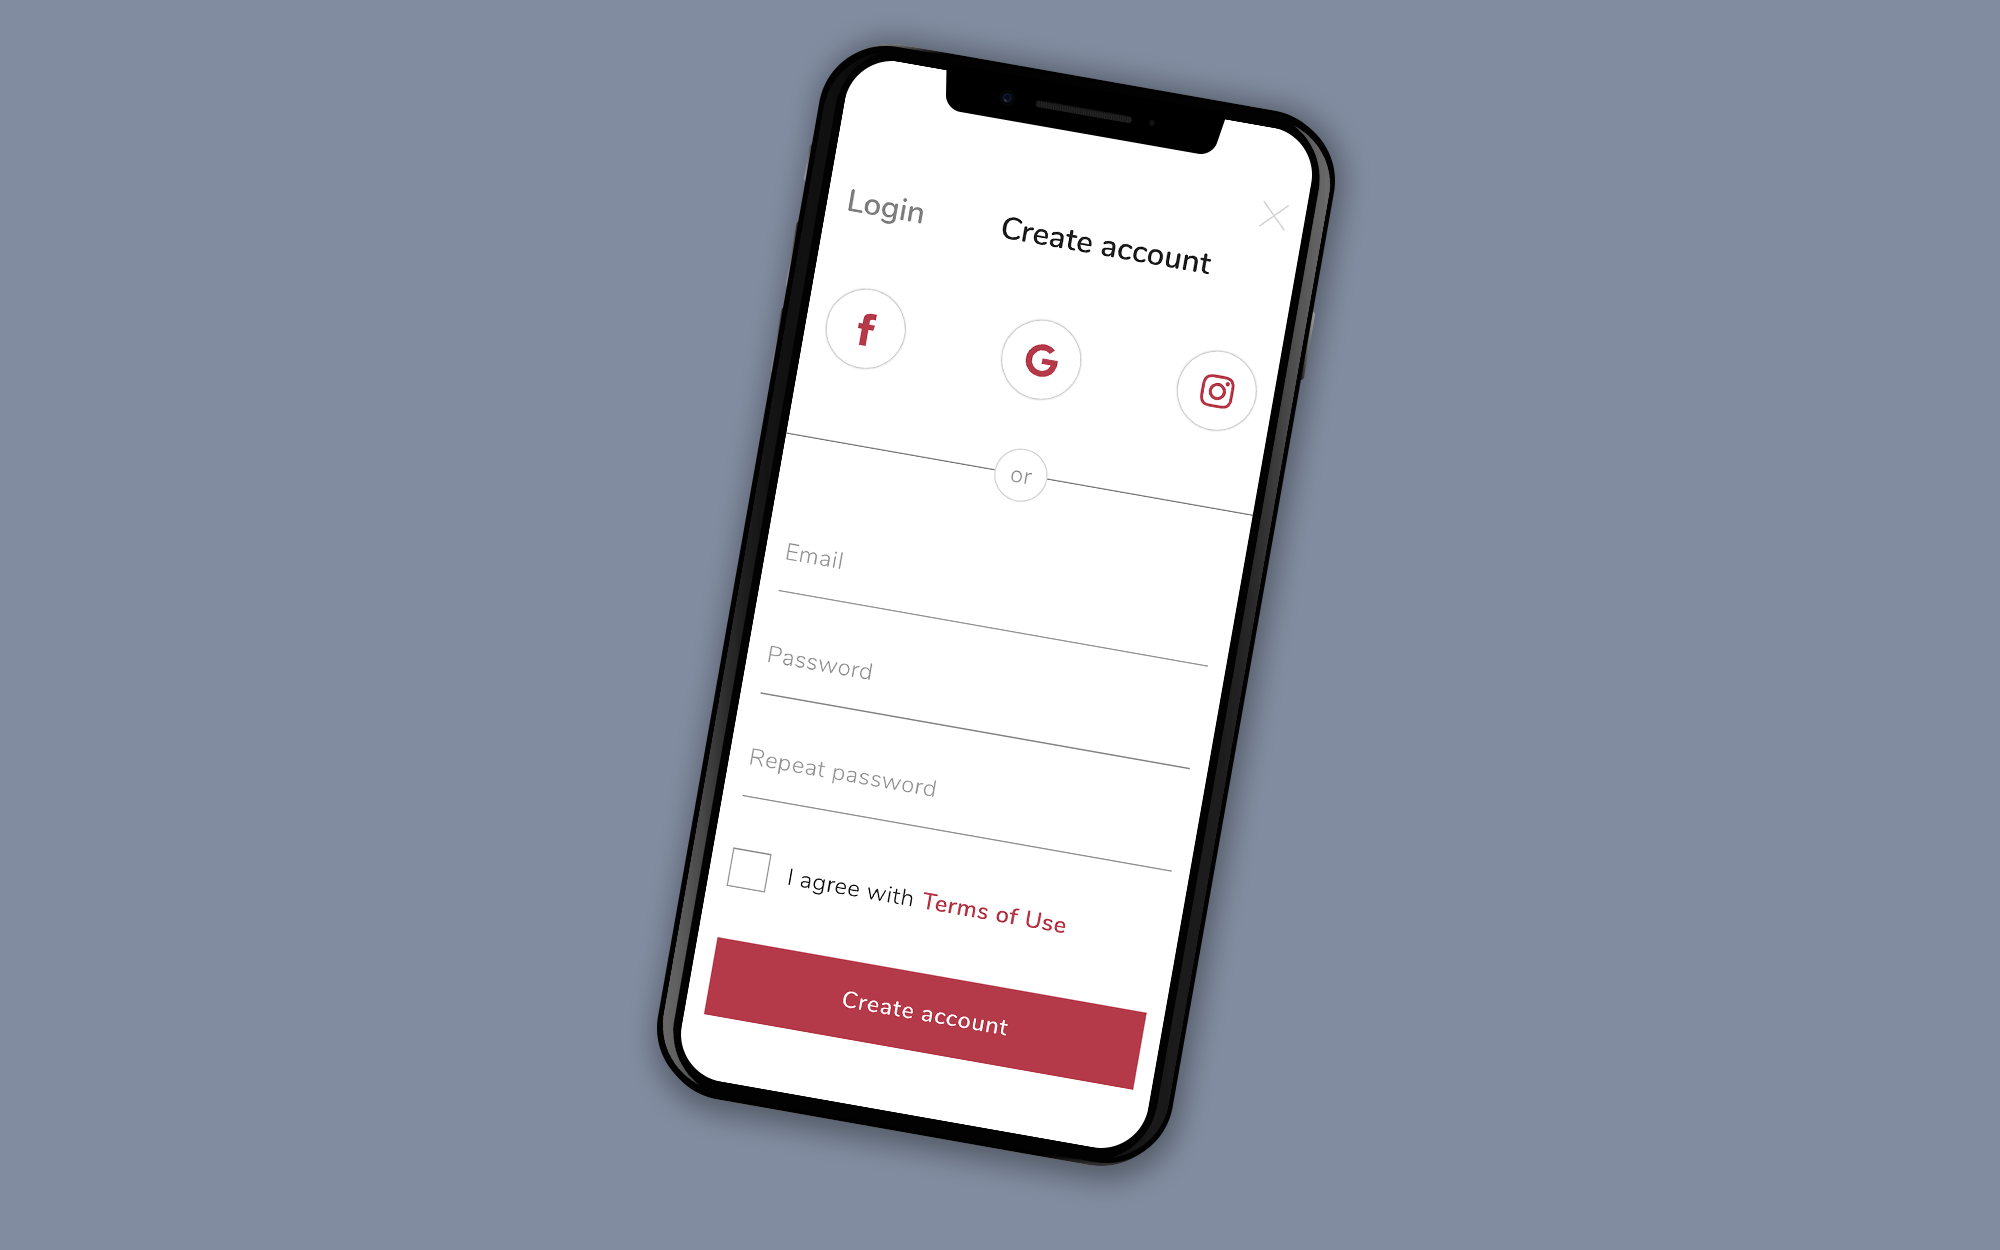 Login
Create account
or
Email
Password
Repeat password
I agree with Terms of Use
Create account